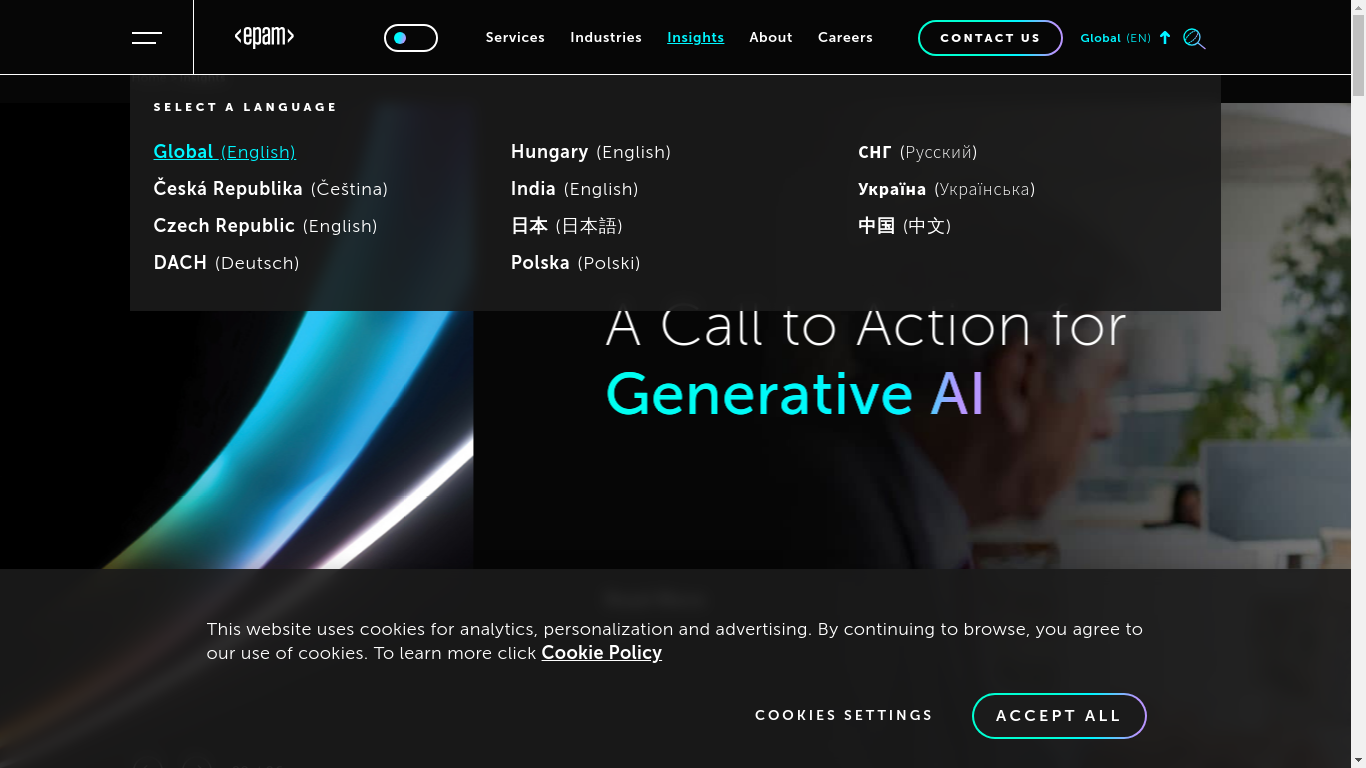 <epam>
Services
Industries
Insights
About
Careers
CONTACT US
Global (EN)
SELECT A LANGUAGE
Global (English)
Česká Republika (Čeština)
Czech Republic (English)
DACH (Deutsch)
Hungary (English)
India (English)
日本 (日本語)
Polska (Polski)
СНГ (Русский)
Україна (Українська)
中国 (中文)
A Call to Action for
Generative AI
This website uses cookies for analytics, personalization and advertising. By continuing to browse, you agree to
our use of cookies. To learn more click Cookie Policy
COOKIES SETTINGS
ACCEPT ALL